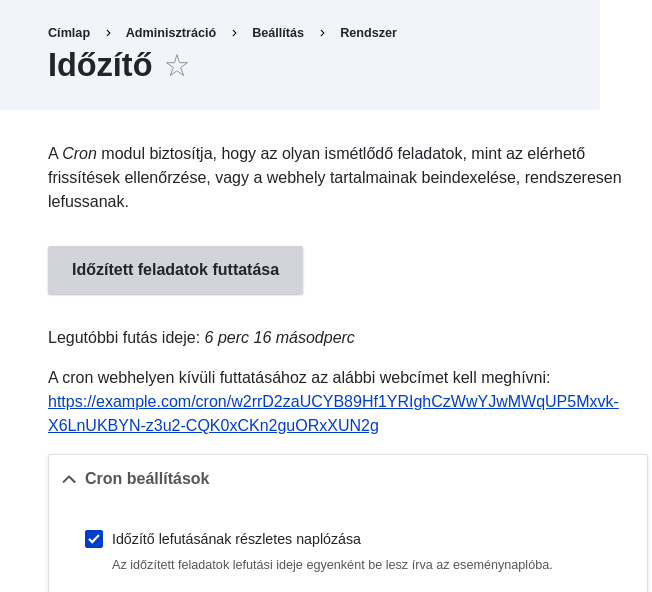 Címlap > Adminisztráció > Beállítás > Rendszer
Időzítő ☆
A Cron modul biztosítja, hogy az olyan ismétlődő feladatok, mint az elérhető
frissítések ellenőrzése, vagy a webhely tartalmainak beindexelése, rendszeresen
lefussanak.
Időzített feladatok futtatása
Legutóbbi futás ideje: 6 perc 16 másodperc
A cron webhelyen kívüli futtatásához az alábbi webcímet kell meghívni:
https://example.com/cron/w2rrD2zaUCYB89Hf1YRIghCzWwYJwMWqUP5Mxvk-
X6LnUKBYN-z3u2-CQK0xCKn2guORxXUN2g
Cron beállítások
Időzítő lefutásának részletes naplózása
Az időzített feladatok lefutási ideje egyenként be lesz írva az eseménynaplóba.